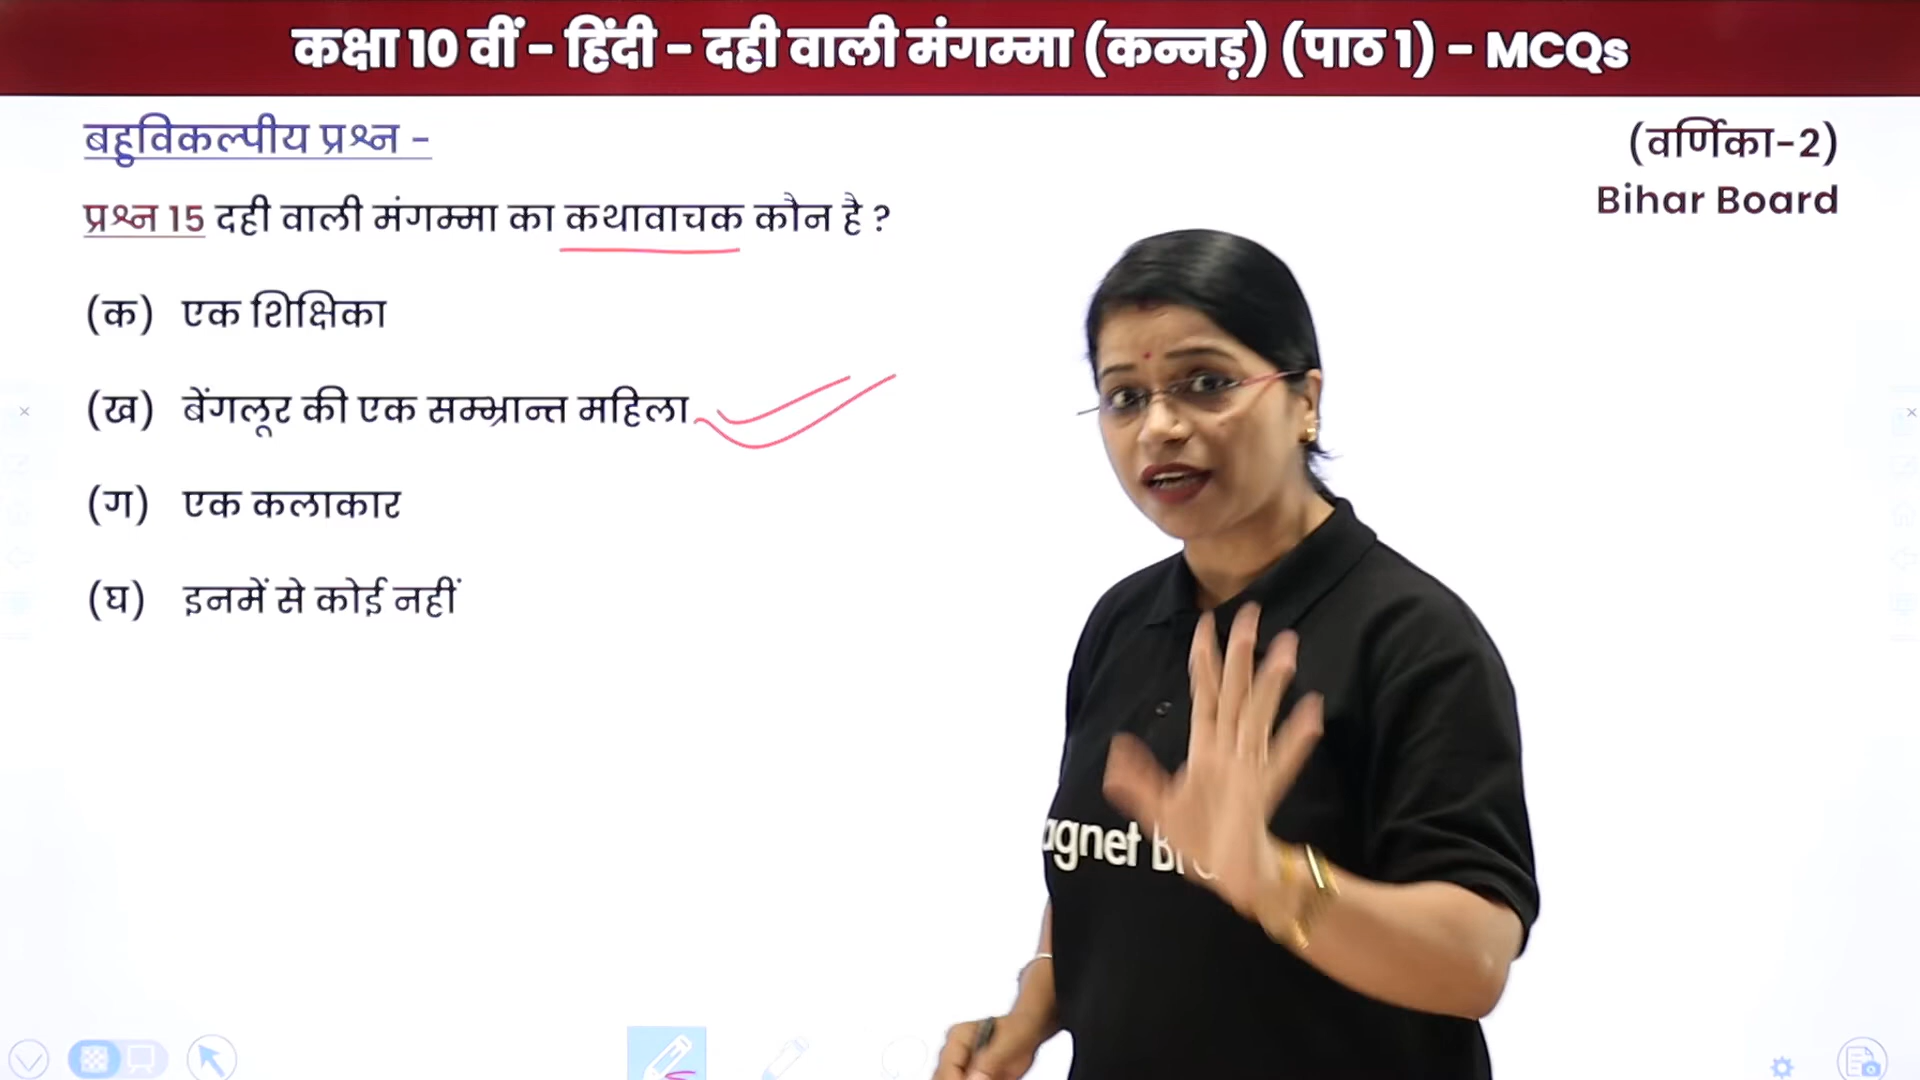 कक्षा 10 वीं - हिंदी - दही वाली मंगम्मा (कन्नड़) (पाठ 1) - MCQs
बहुविकल्पीय प्रश्न -
(वर्णिका-2)
Bihar Board
प्रश्न 15 दही वाली मंगम्मा का कथावाचक कौन है ?
(क) एक शिक्षिका
(ख) बेंगलूर की एक सम्भ्रान्त महिला
(ग) एक कलाकार
(घ) इनमें से कोई नहीं
agnet